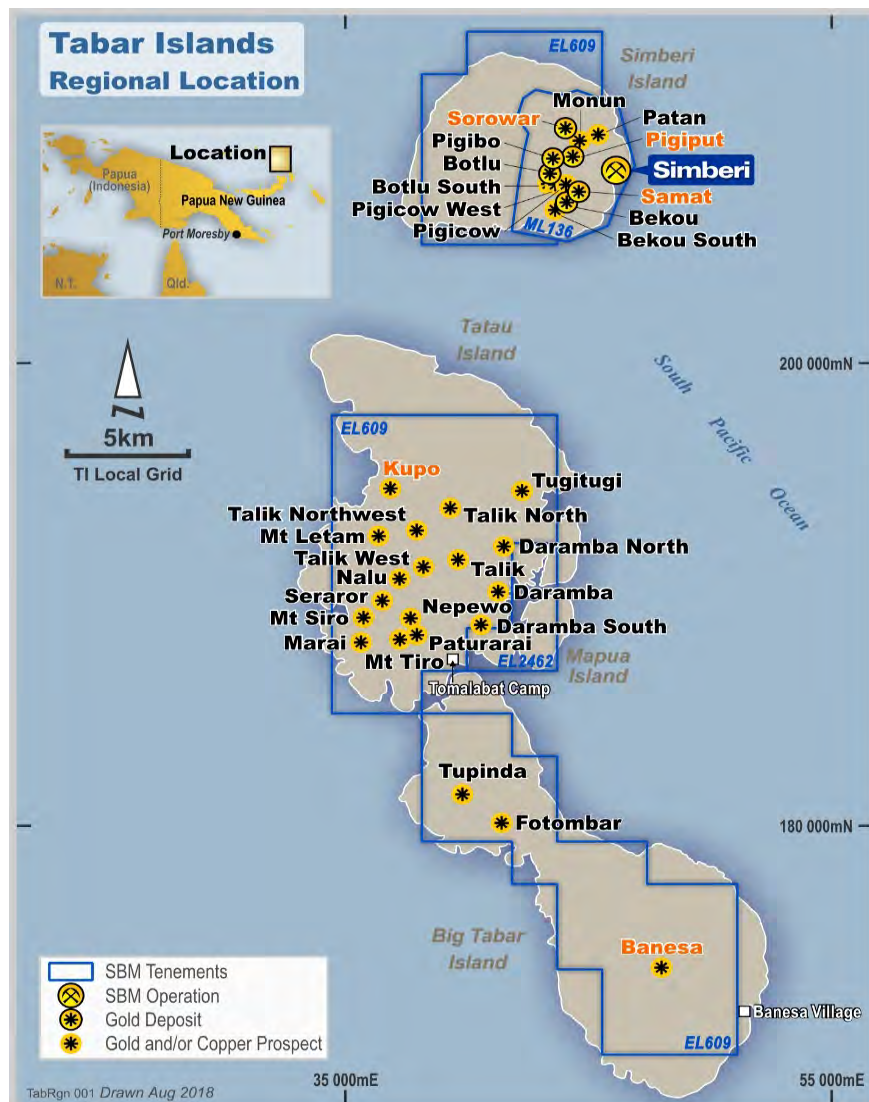 Tabar Islands
Regional Location
Location
Papua
(Indonesia)
Papua New Guinea
Port Moresby
N.T.
Qld.
EL609
Simberi
Island
Monun
Sorowar
Patan
Pigibo
Pigiput
Botlu
Simberi
Botlu South
Samat
Pigicow West
Bekou
Pigicow
ML136
Bekou South
Tatau
Island
200 000mN
South
Pacific
Ocean
5km
TI Local Grid
EL609
Kupo
Tugitugi
Talik Northwest
Talik North
Mt Letam
Daramba North
Talik West
Talik
Nalu
Seraror
Daramba
Nepewo
Mt Siro
Daramba South
Marai
Paturarai
Mt Tiro
EL2462
Mapua
Island
Tomalabat Camp
Tupinda
Fotombar
180 000mN
Big Tabar
Island
Banesa
Banesa Village
EL609
SBM Tenements
SBM Operation
Gold Deposit
Gold and/or Copper Prospect
TabRgn 001 Drawn Aug 2018
35 000mE
55 000mE